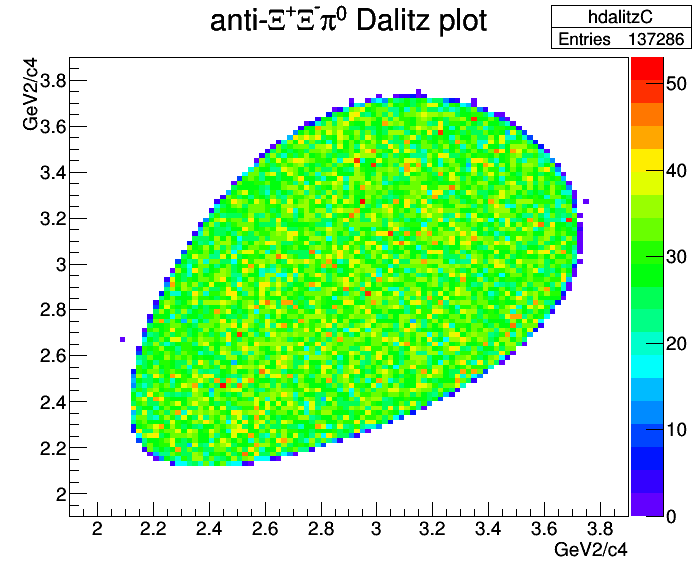 anti-Ξ⁺Ξ⁻π⁰ Dalitz plot
hdalitzC
Entries 137286
GeV2/c4
3.8
3.6
3.4
3.2
3
2.8
2.6
2.4
2.2
2
50
40
30
20
10
0
2 2.2 2.4 2.6 2.8 3 3.2 3.4 3.6 3.8
GeV2/c4